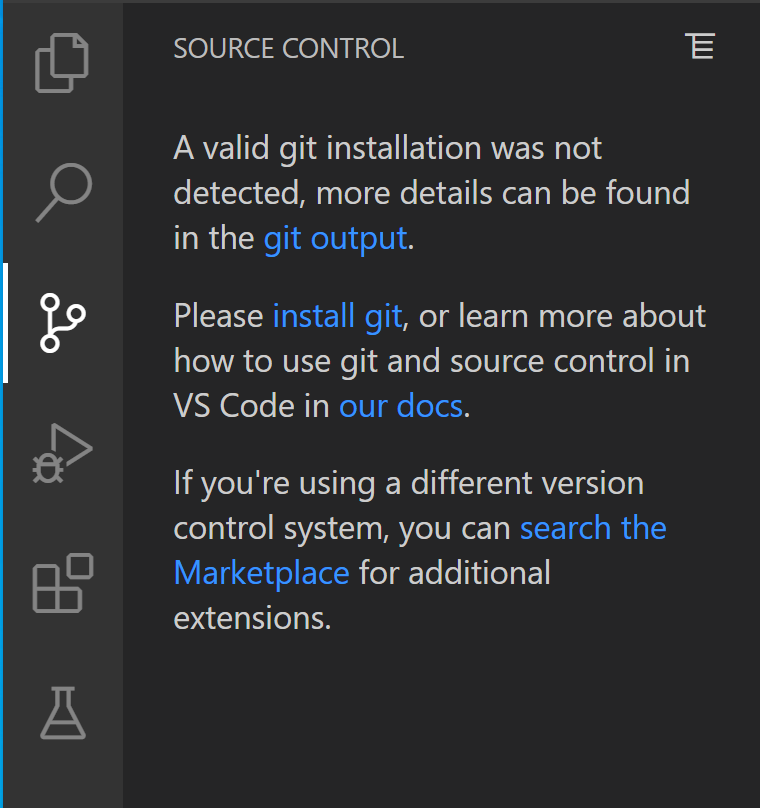 SOURCE CONTROL
A valid git installation was not
detected, more details can be found
in the git output.
Please install git, or learn more about
how to use git and source control in
VS Code in our docs.
If you're using a different version
control system, you can search the
Marketplace for additional
extensions.